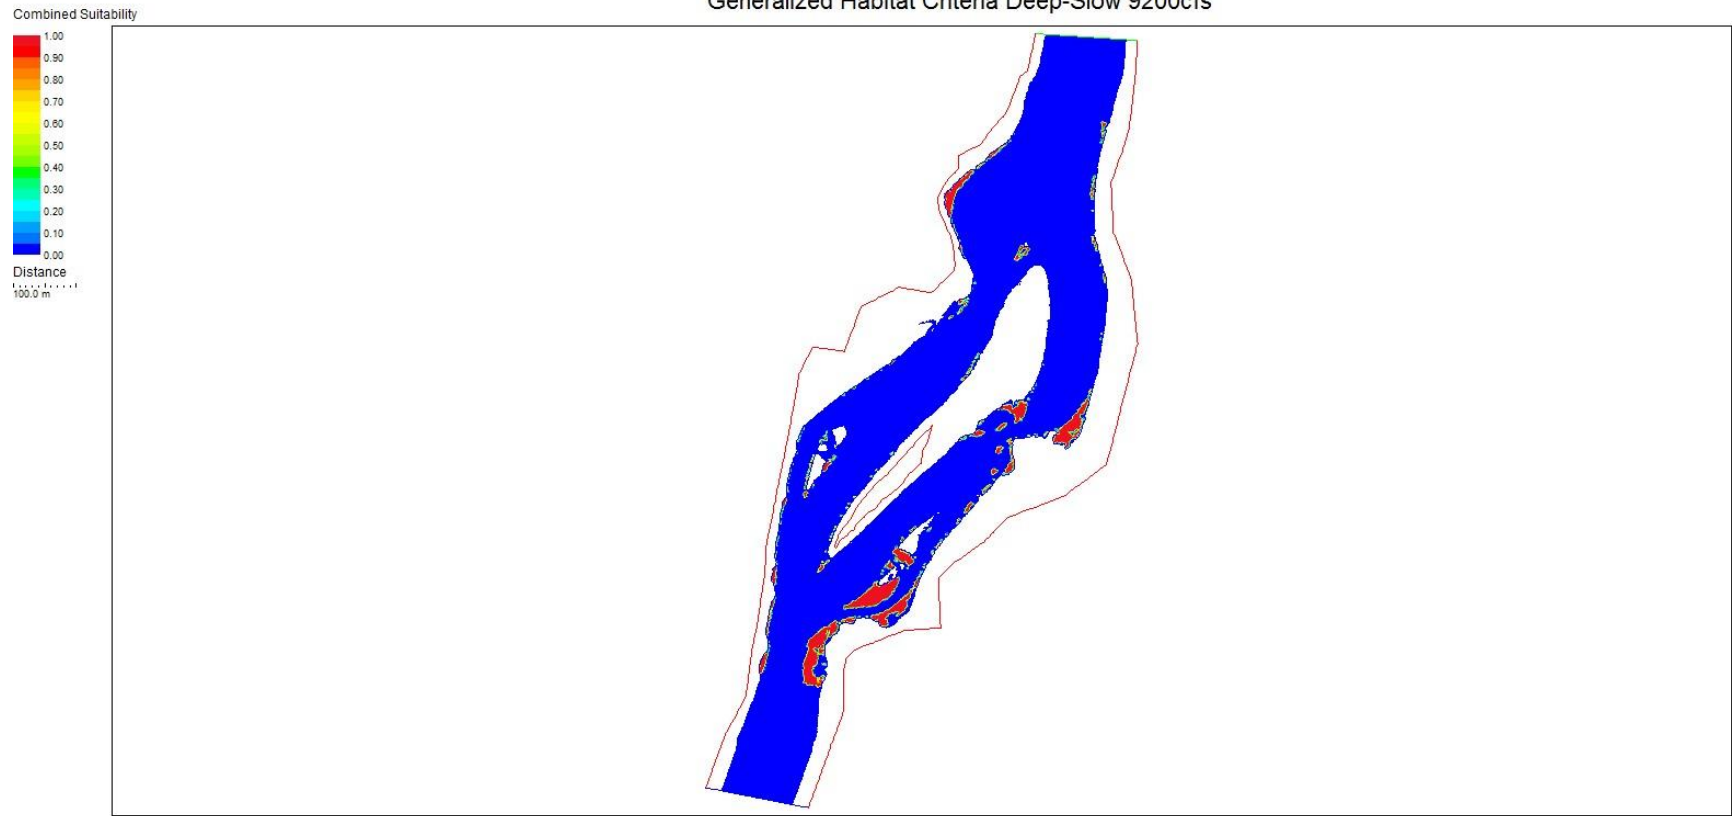 Generalized Habitat Criteria Deep-Slow 9200cfs
Combined Suitability
1.00
0.90
0.80
0.70
0.60
0.50
0.40
0.30
0.20
0.10
0.00
Distance
100.0 m